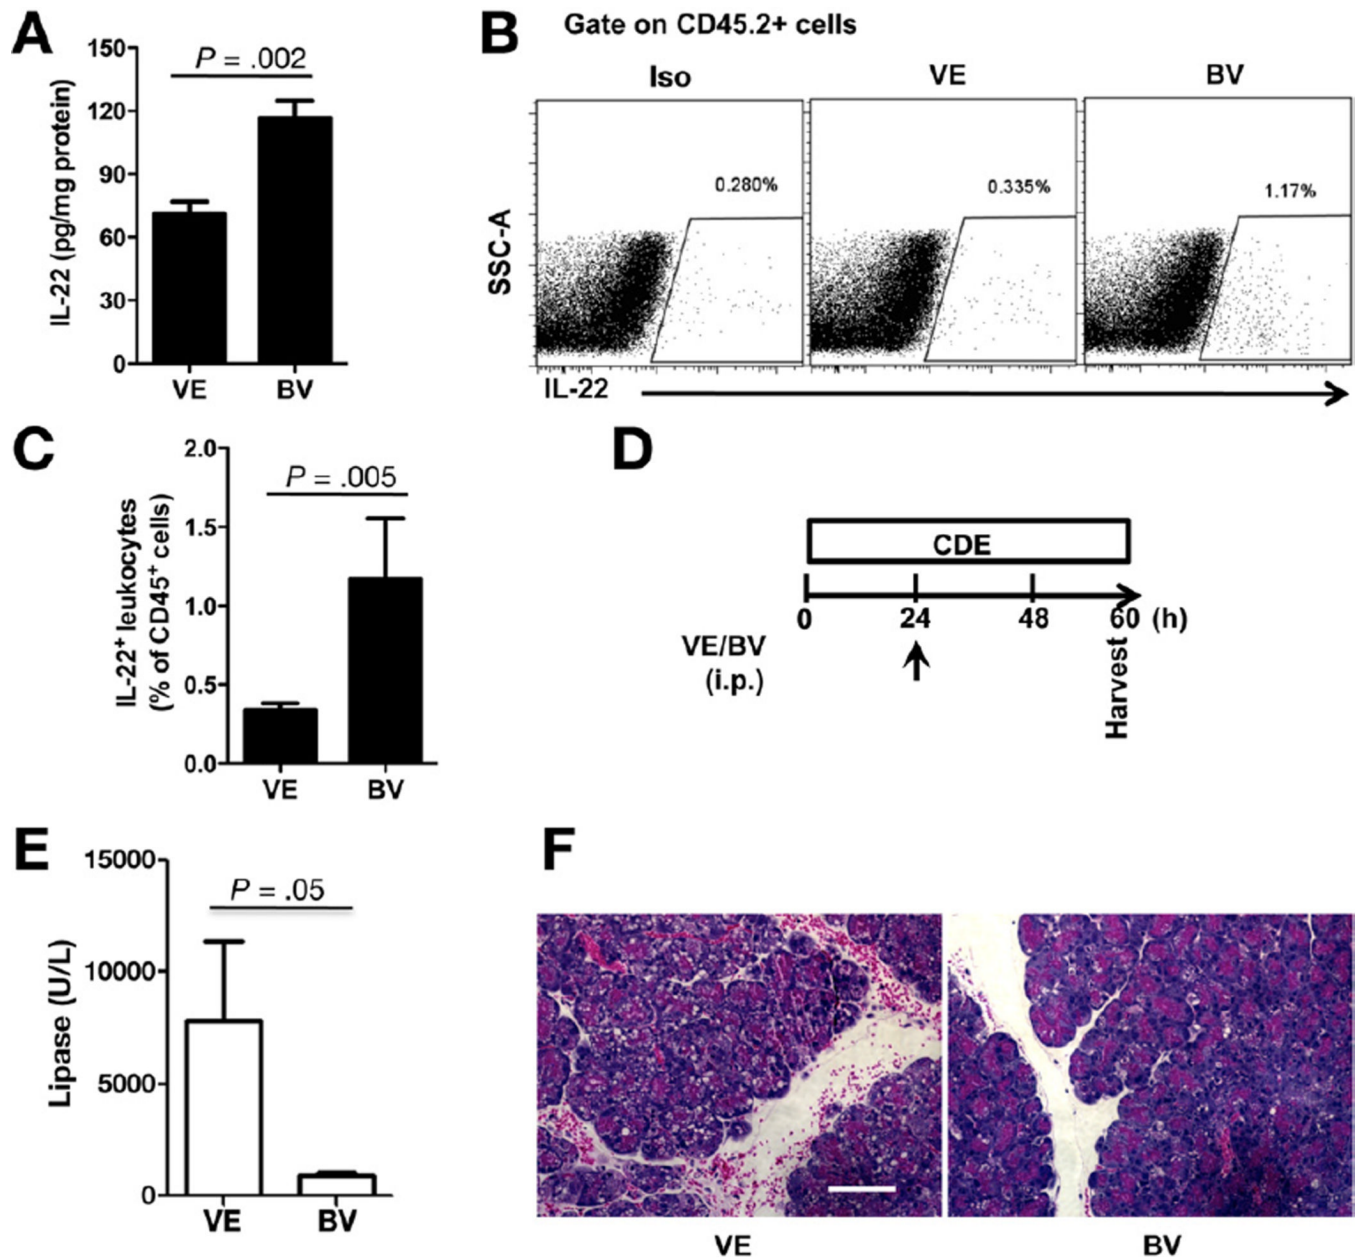 A
P = .002
IL-22 (pg/mg protein)
150
120
90
60
30
0
VE BV
B
Gate on CD45.2+ cells
Iso VE BV
SSC-A
0.280% 0.335% 1.17%
IL-22
C
P = .005
IL-22⁺ leukocytes
(% of CD45⁺ cells)
2.0
1.5
1.0
0.5
0.0
VE BV
D
CDE
0 24 48 60 (h)
VE/BV
(i.p.)
Harvest
E
P = .05
Lipase (U/L)
15000
10000
5000
0
VE BV
F
VE BV